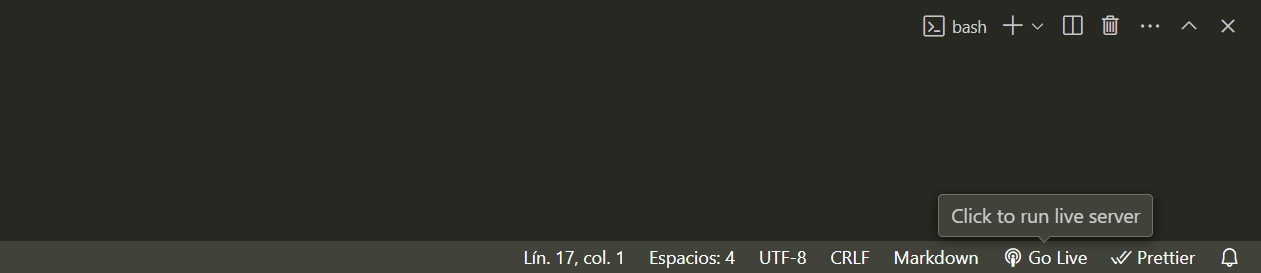 bash
Click to run live server
Lín. 17, col. 1 Espacios: 4 UTF-8 CRLF Markdown Go Live Prettier